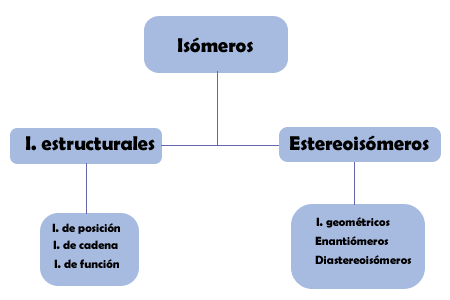 Isómeros
I. estructurales
Estereoisómeros
I. de posición
I. de cadena
I. de función
I. geométricos
Enantiómeros
Diastereoisómeros